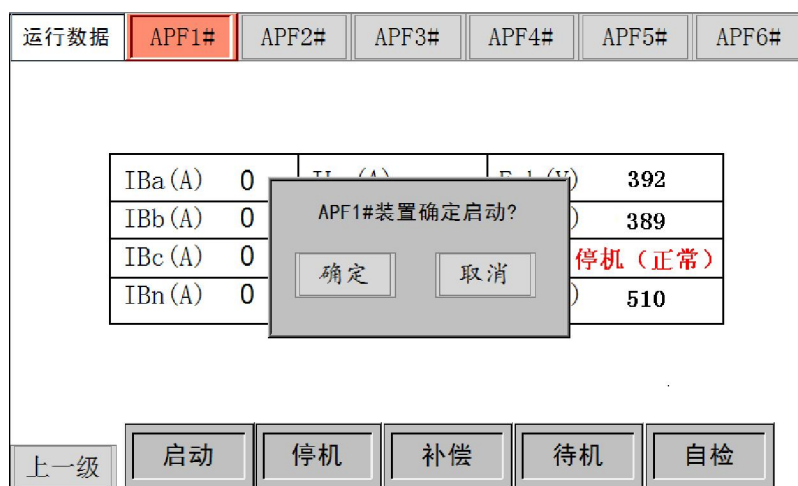 运行数据 APF1# APF2# APF3# APF4# APF5# APF6#
IBa(A) 0 392
IBb(A) 0 389
IBc(A) 0 停机（正常）
IBn(A) 0 510
APF1#装置确定启动?
确定 取消
上一级 启动 停机 补偿 待机 自检